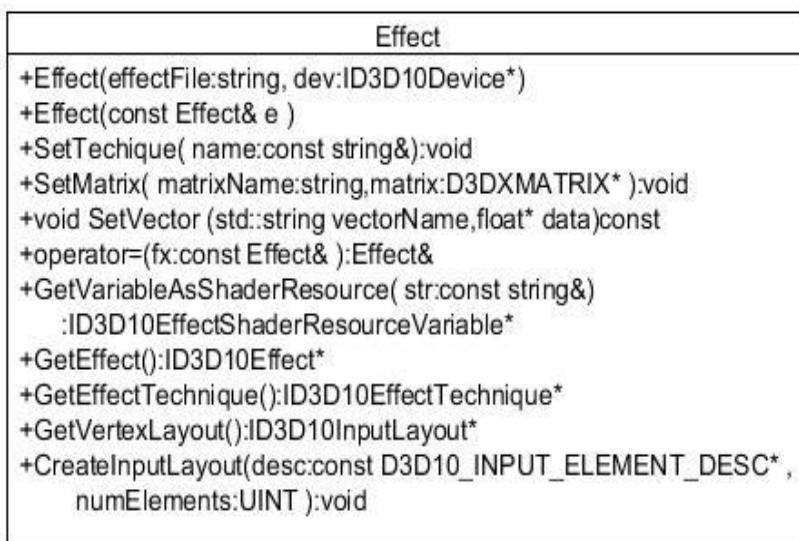 Effect
+Effect(effectFile:string, dev:ID3D10Device*)
+Effect(const Effect& e )
+SetTechique( name:const string&):void
+SetMatrix( matrixName:string,matrix:D3DXMATRIX* ):void
+void SetVector (std::string vectorName,float* data)const
+operator=(fx:const Effect& ):Effect&
+GetVariableAsShaderResource( str:const string&)
:ID3D10EffectShaderResourceVariable*
+GetEffect():ID3D10Effect*
+GetEffectTechnique():ID3D10EffectTechnique*
+GetVertexLayout():ID3D10InputLayout*
+CreateInputLayout(desc:const D3D10_INPUT_ELEMENT_DESC* ,
numElements:UINT ):void